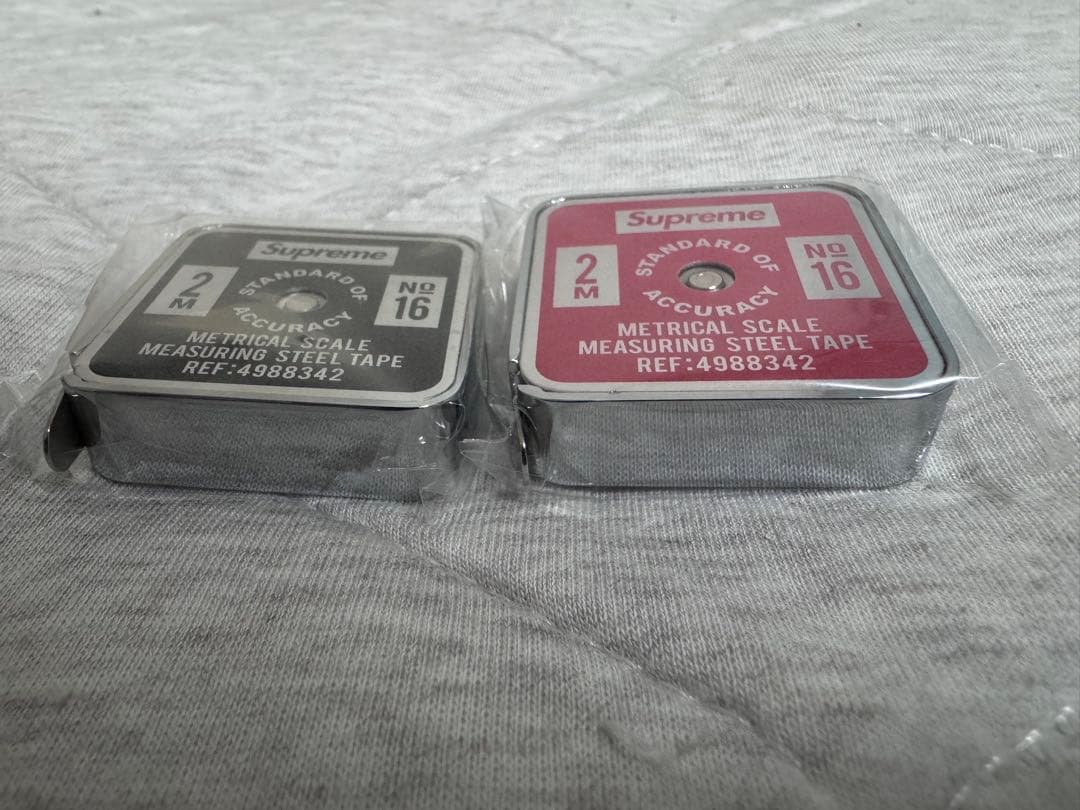 Supreme
2
M
STANDARD OF
ACCURACY
No
16
METRICAL SCALE
MEASURING STEEL TAPE
REF:4988342
Supreme
2
M
STANDARD OF
ACCURACY
No
16
METRICAL SCALE
MEASURING STEEL TAPE
REF:4988342